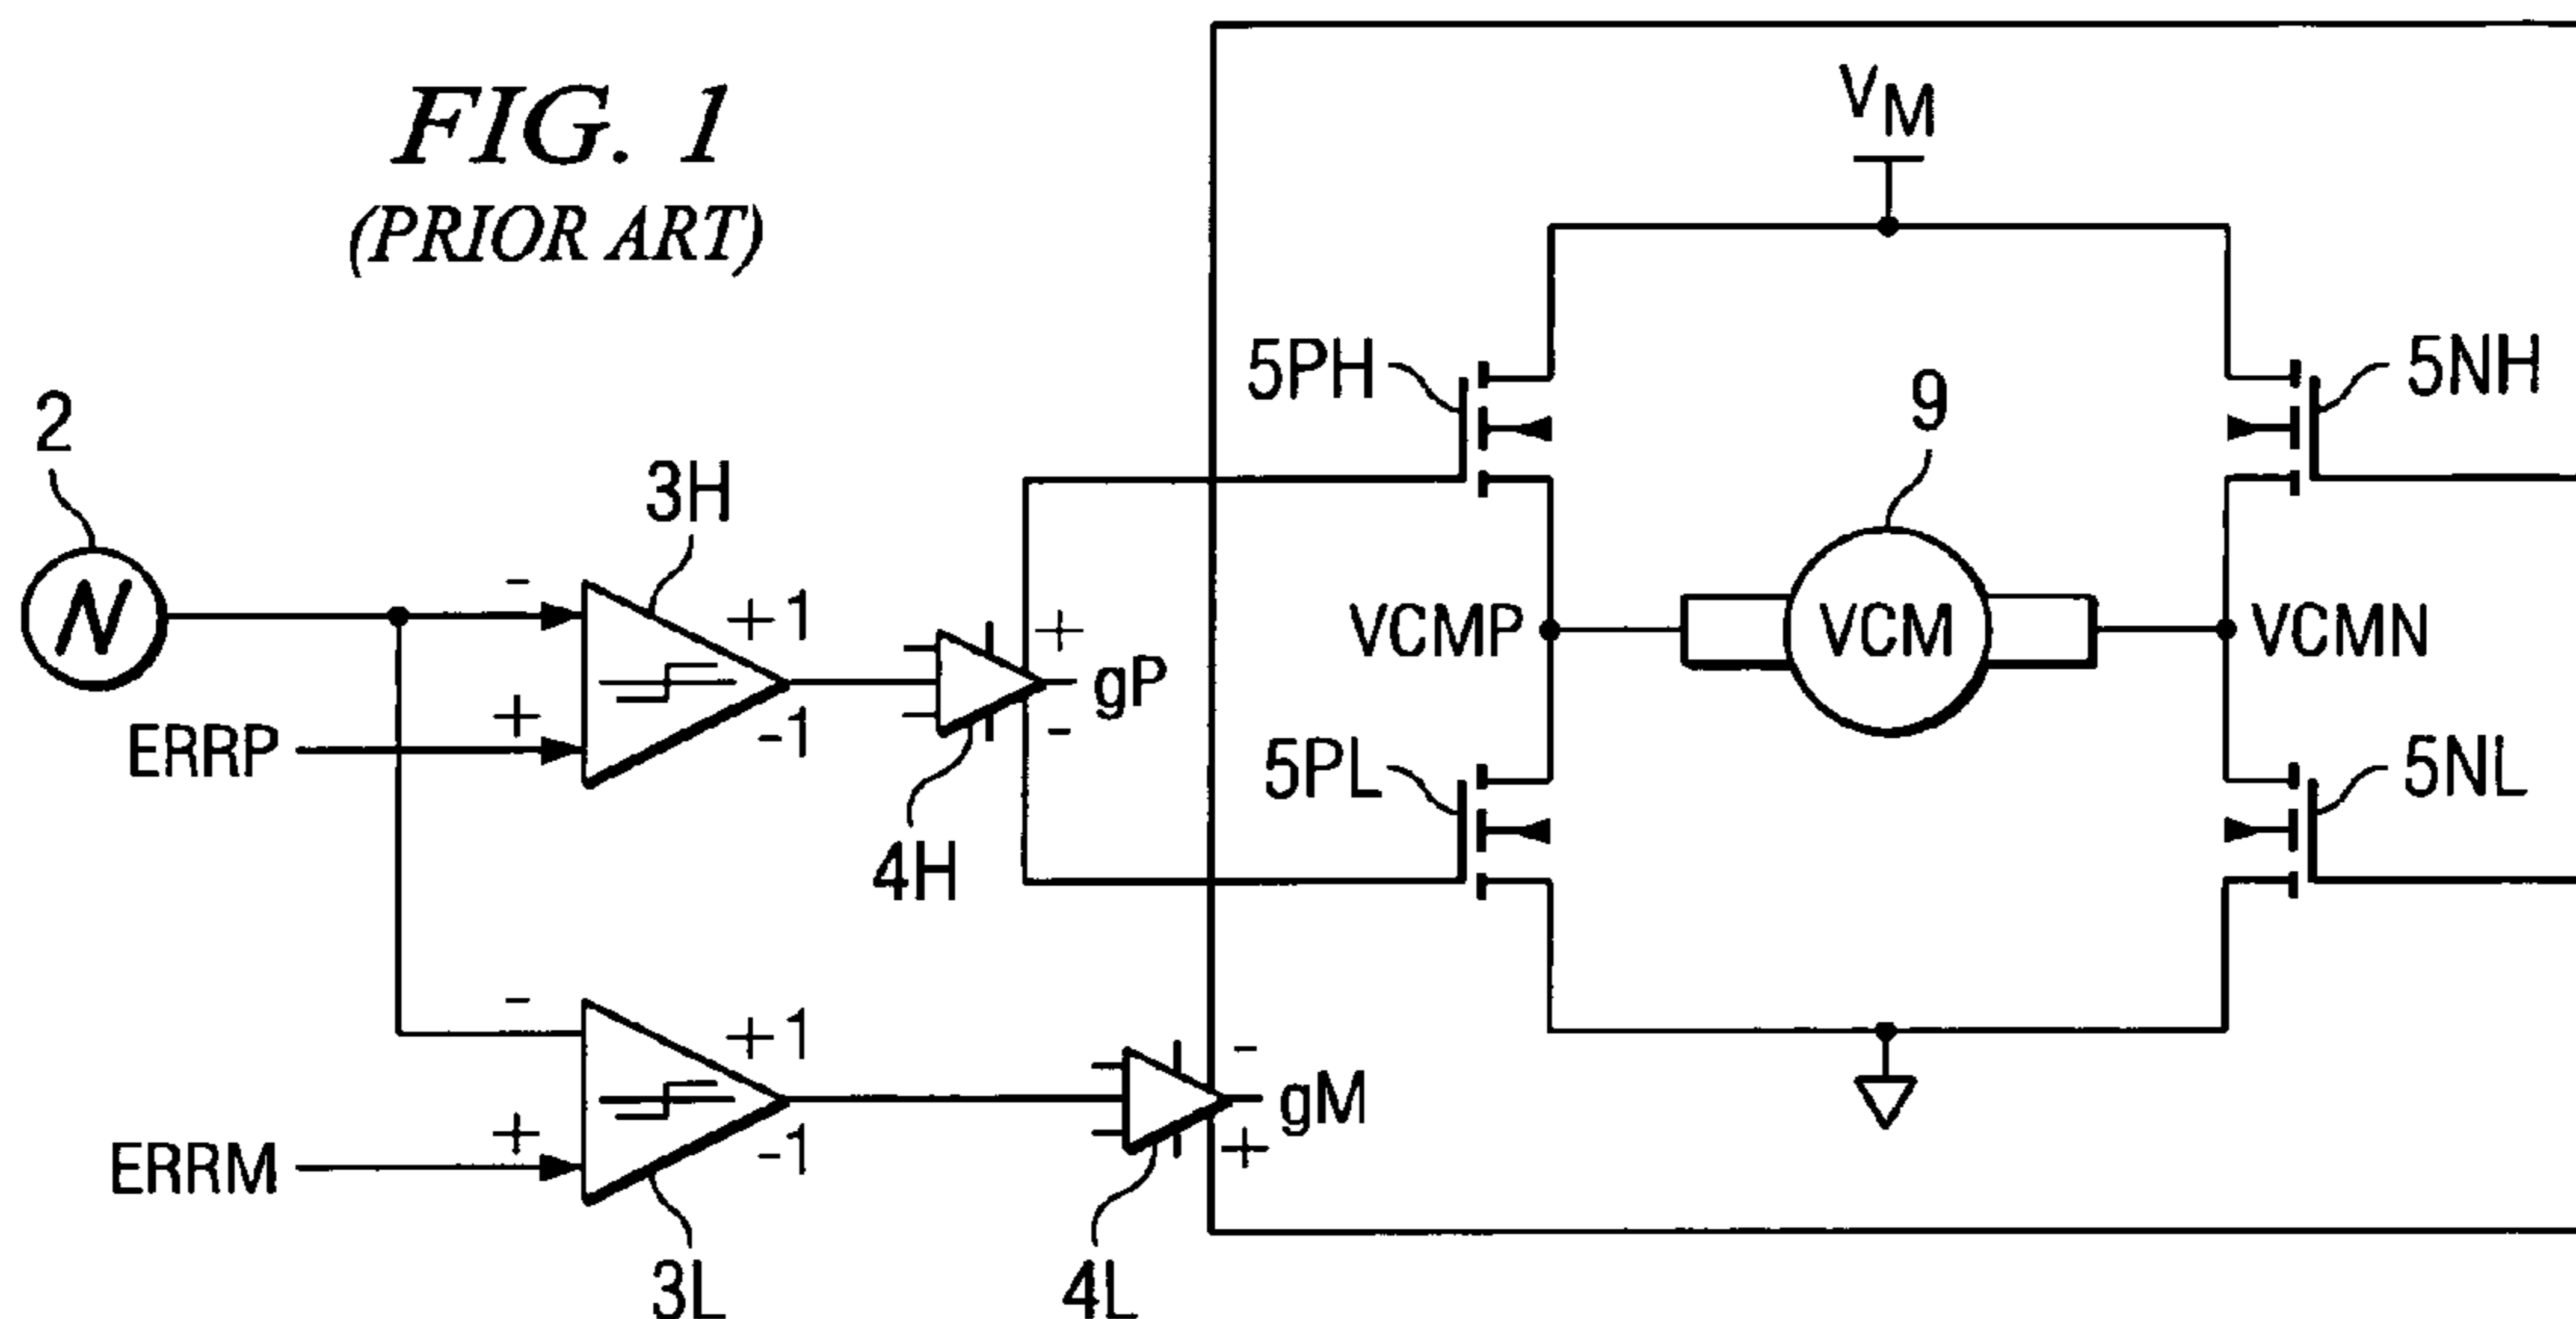 FIG. 1
(PRIOR ART)
VM
5PH
5NH
9
2
3H
+1
-
+
-1
ERRP
+
gP
-
4H
VCMP
VCM
VCMN
5PL
5NL
-
+1
+
-1
ERRM
3L
-
gM
+
4L